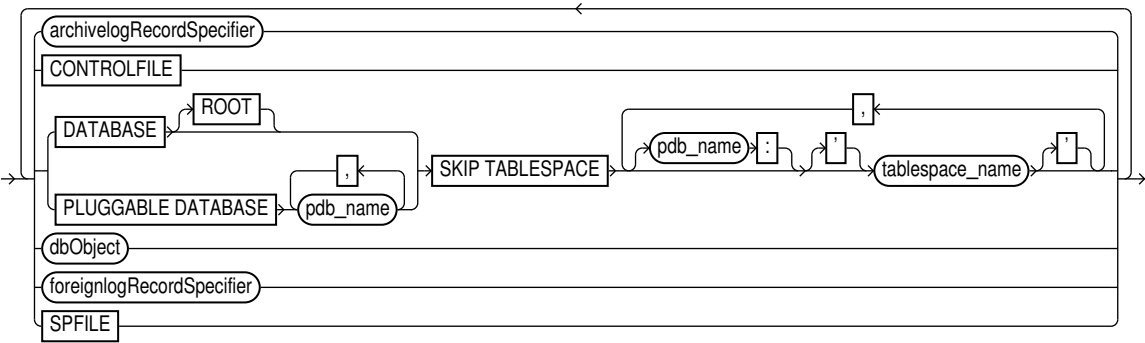 archivelogRecordSpecifier
CONTROLFILE
ROOT
DATABASE
,
PLUGGABLE DATABASE
pdb_name
SKIP TABLESPACE
,
pdb_name
:
'
tablespace_name
'
dbObject
foreignlogRecordSpecifier
SPFILE